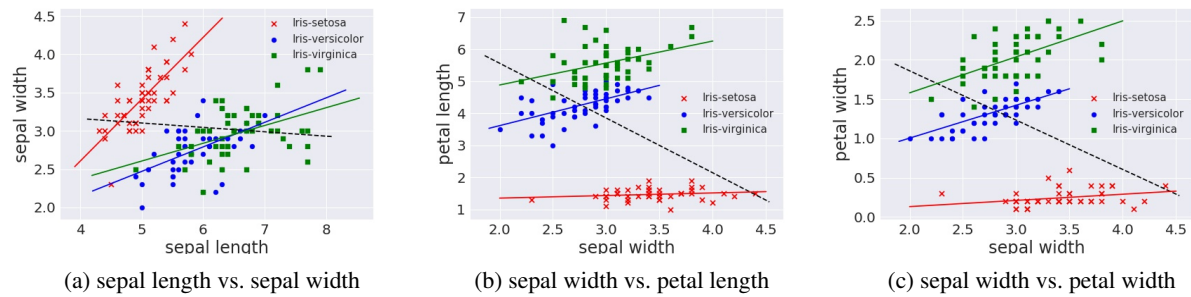 4.5
4.0
3.5
3.0
2.5
2.0
sepal width
4 5 6 7 8
sepal length
Iris-setosa
Iris-versicolor
Iris-virginica
(a) sepal length vs. sepal width
7
6
5
4
3
2
1
petal length
2.0 2.5 3.0 3.5 4.0 4.5
sepal width
Iris-setosa
Iris-versicolor
Iris-virginica
(b) sepal width vs. petal length
2.5
2.0
1.5
1.0
0.5
0.0
petal width
2.0 2.5 3.0 3.5 4.0 4.5
sepal width
Iris-setosa
Iris-versicolor
Iris-virginica
(c) sepal width vs. petal width